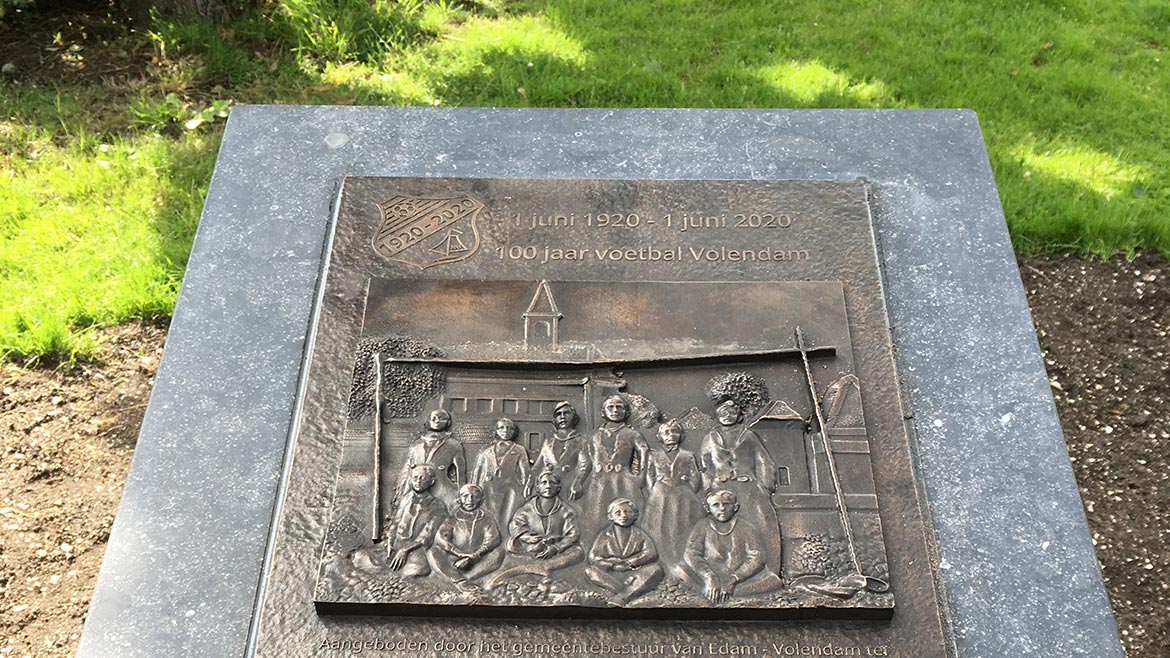 1920-2020
1 juni 1920 - 1 juni 2020
100 jaar voetbal Volendam
Aangeboden door het gemeentebestuur van Edam - Volendam ter